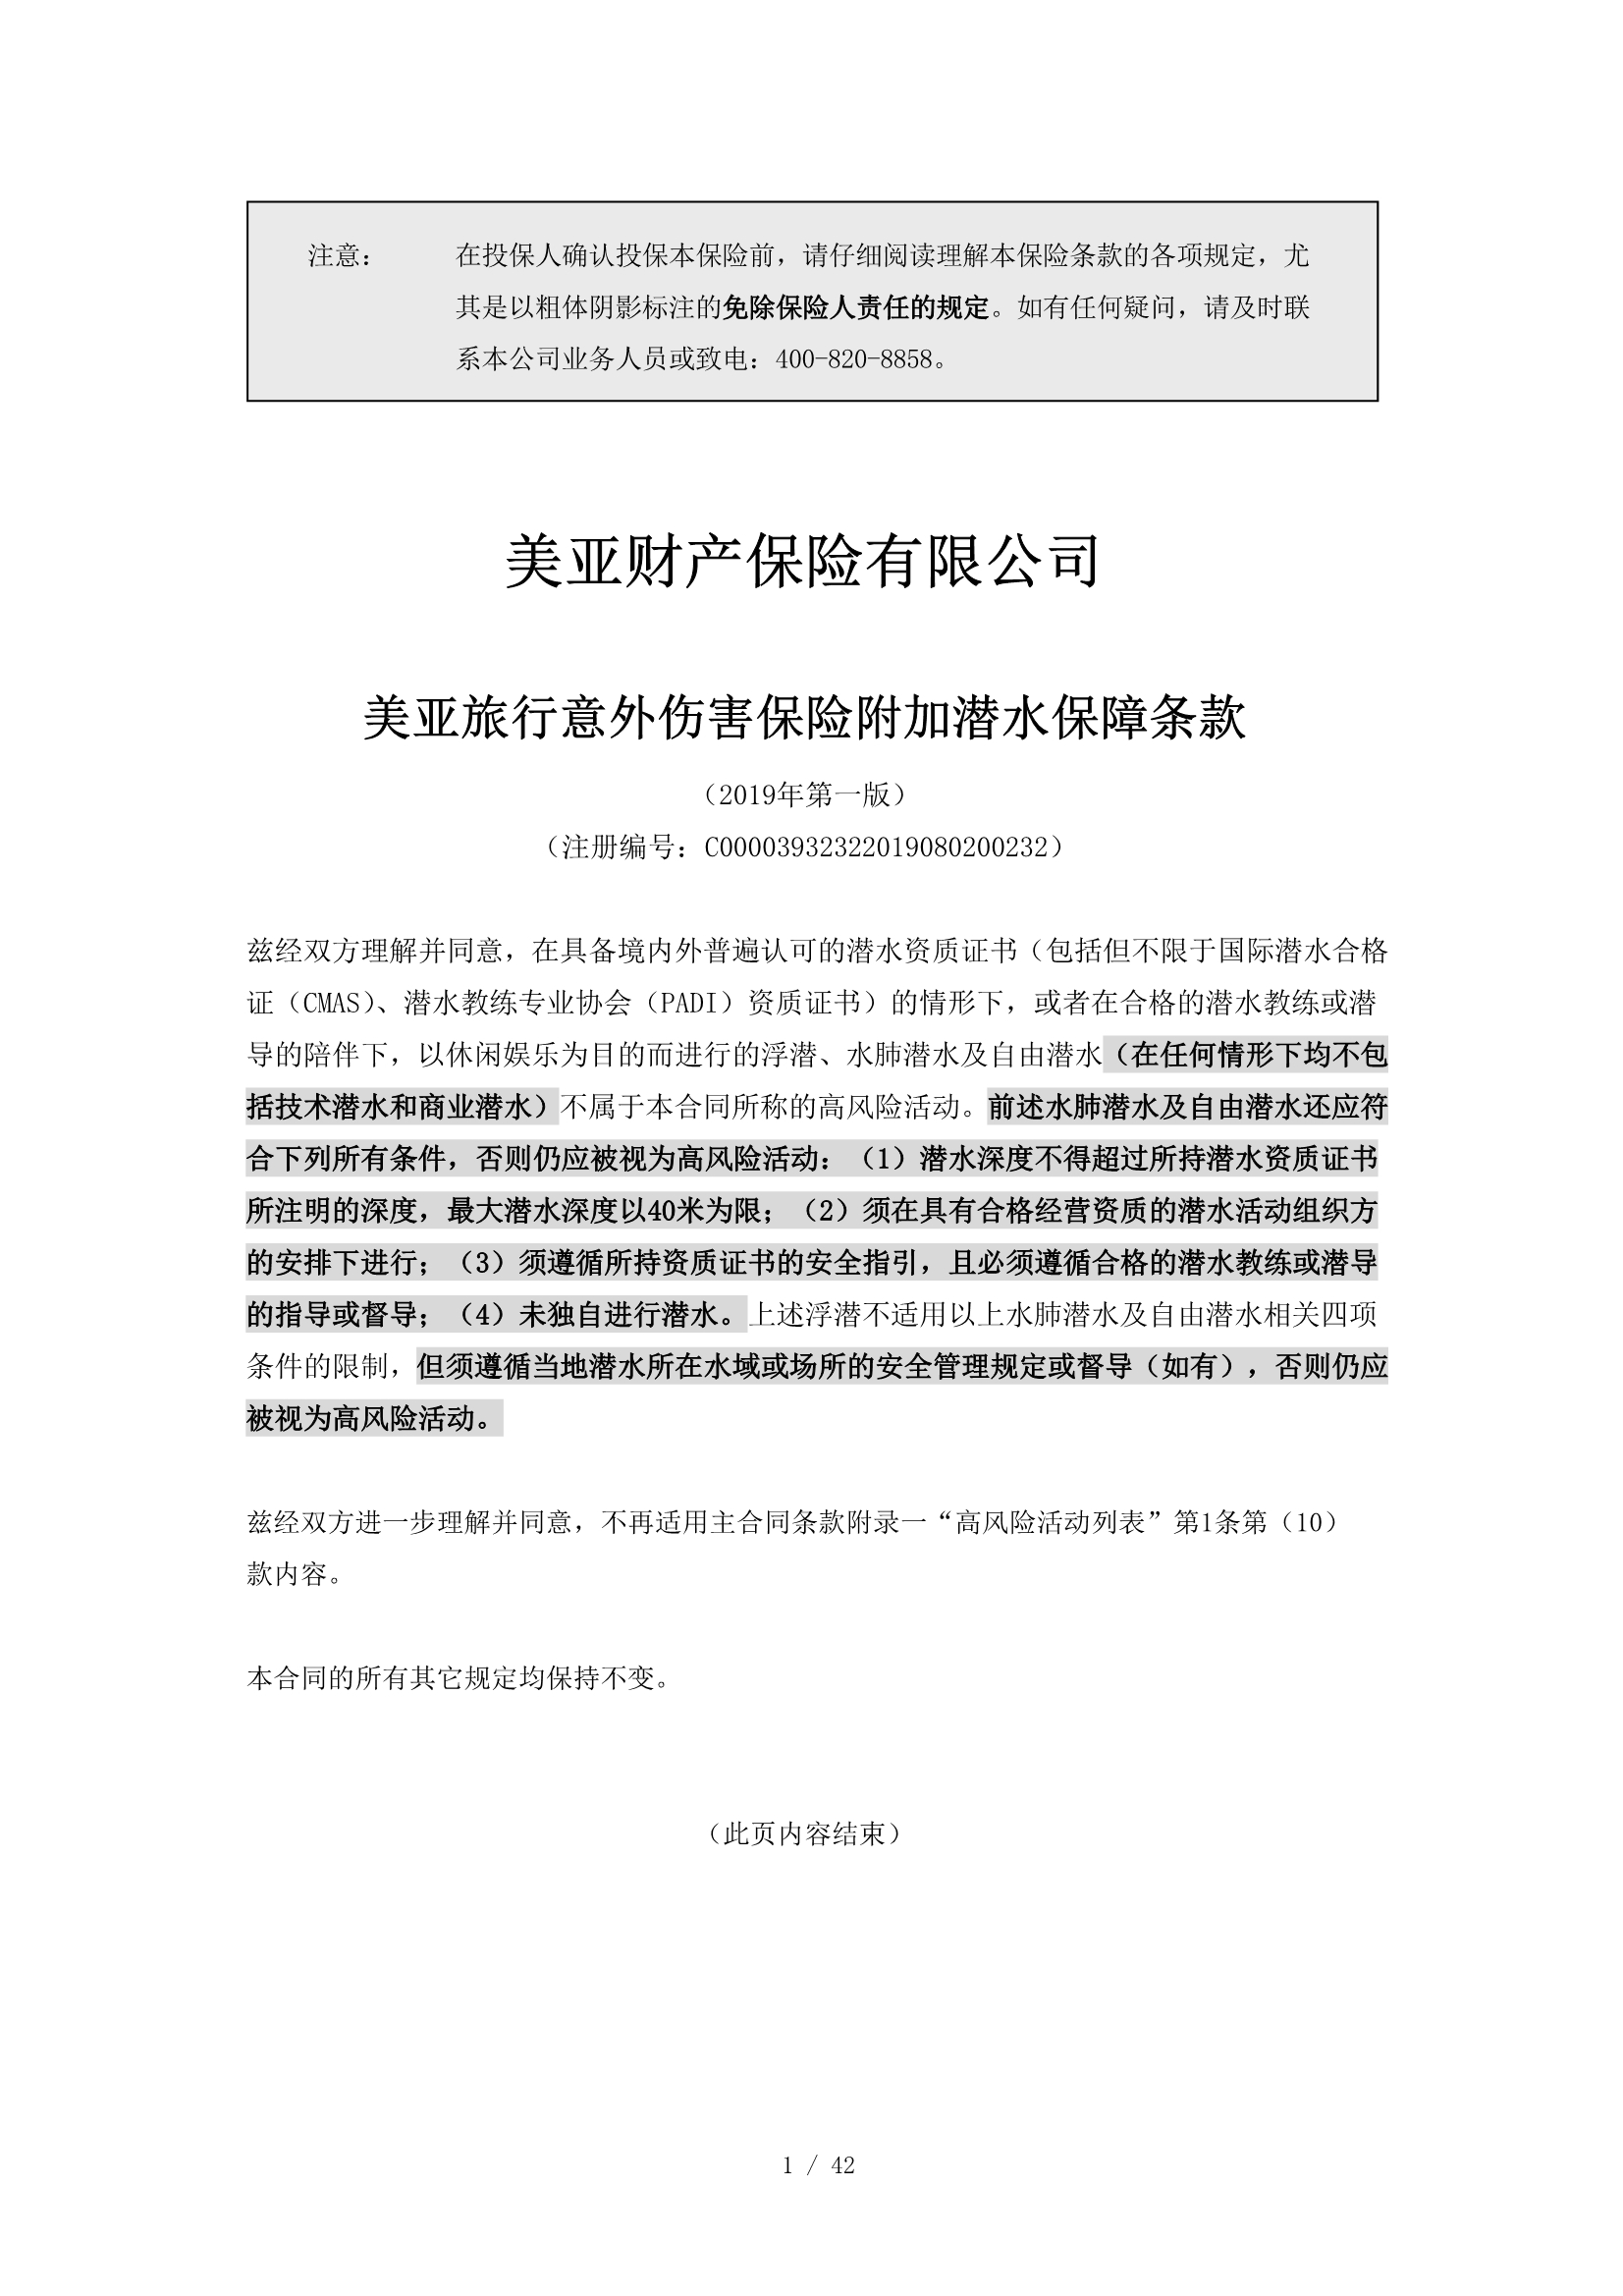 注意： 在投保人确认投保本保险前，请仔细阅读理解本保险条款的各项规定，尤
其是以粗体阴影标注的免除保险人责任的规定。如有任何疑问，请及时联
系本公司业务人员或致电：400-820-8858。
美亚财产保险有限公司
美亚旅行意外伤害保险附加潜水保障条款
（2019年第一版）
（注册编号：C00003932322019080200232）
兹经双方理解并同意，在具备境内外普遍认可的潜水资质证书（包括但不限于国际潜水合格
证（CMAS）、潜水教练专业协会（PADI）资质证书）的情形下，或者在合格的潜水教练或潜
导的陪伴下，以休闲娱乐为目的而进行的浮潜、水肺潜水及自由潜水（在任何情形下均不包
括技术潜水和商业潜水）不属于本合同所称的高风险活动。前述水肺潜水及自由潜水还应符
合下列所有条件，否则仍应被视为高风险活动：（1）潜水深度不得超过所持潜水资质证书
所注明的深度，最大潜水深度以40米为限；（2）须在具有合格经营资质的潜水活动组织方
的安排下进行；（3）须遵循所持资质证书的安全指引，且必须遵循合格的潜水教练或潜导
的指导或督导；（4）未独自进行潜水。上述浮潜不适用以上水肺潜水及自由潜水相关四项
条件的限制，但须遵循当地潜水所在水域或场所的安全管理规定或督导（如有），否则仍应
被视为高风险活动。
兹经双方进一步理解并同意，不再适用主合同条款附录一“高风险活动列表”第1条第（10）
款内容。
本合同的所有其它规定均保持不变。
（此页内容结束）
1 / 42